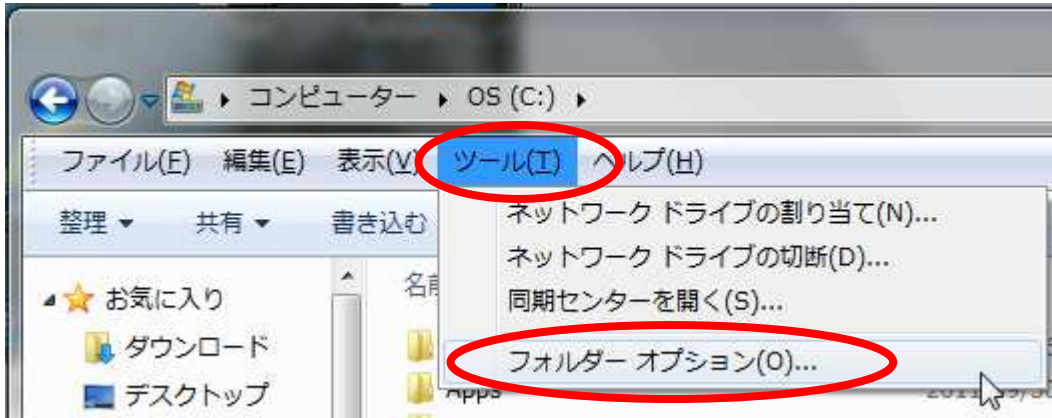 コンピューター OS (C:)
ファイル(F) 編集(E) 表示(V) ツール(T) ヘルプ(H)
整理 共有 書き込む
ネットワーク ドライブの割り当て(N)...
ネットワーク ドライブの切断(D)...
同期センターを開く(S)...
フォルダー オプション(O)...
お気に入り
ダウンロード
デスクトップ
名前
Apps